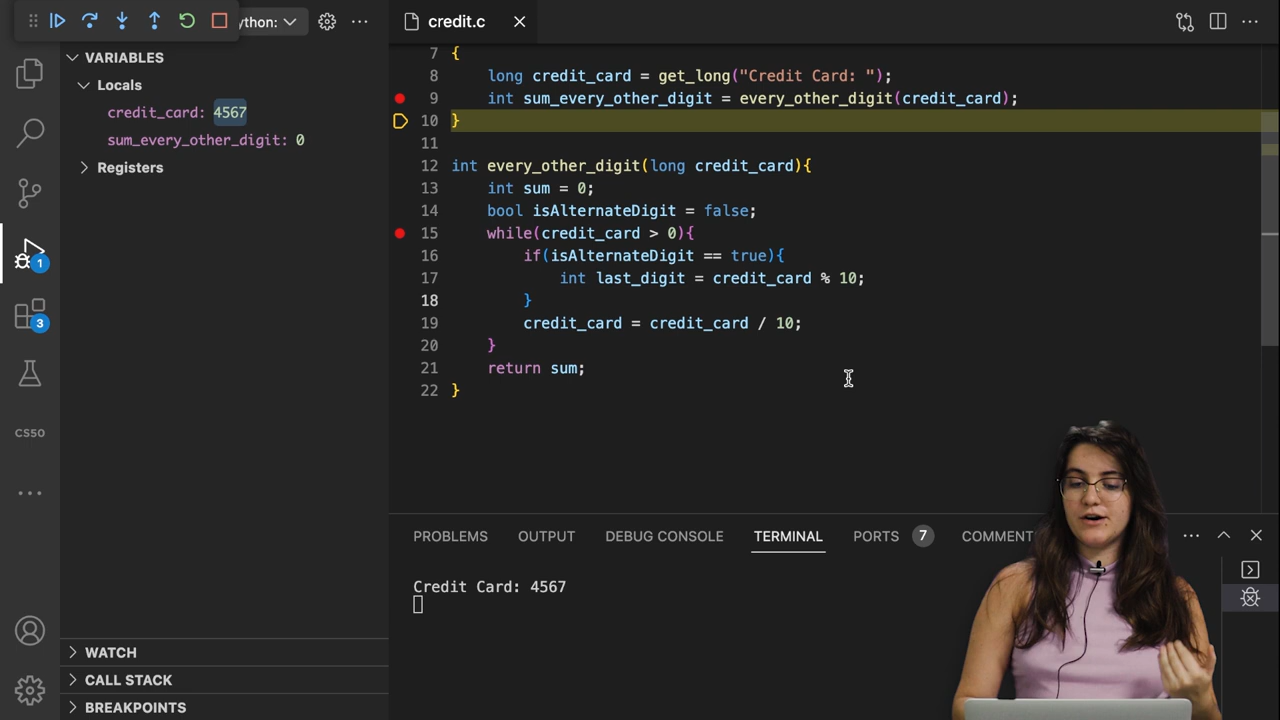 ython:
credit.c
VARIABLES
Locals
credit_card: 4567
sum_every_other_digit: 0
Registers
1
3
CS50
WATCH
CALL STACK
BREAKPOINTS
7 {
8 long credit_card = get_long("Credit Card: ");
9 int sum_every_other_digit = every_other_digit(credit_card);
10 }
11
12 int every_other_digit(long credit_card){
13 int sum = 0;
14 bool isAlternateDigit = false;
15 while(credit_card > 0){
16 if(isAlternateDigit == true){
17 int last_digit = credit_card % 10;
18 }
19 credit_card = credit_card / 10;
20 }
21 return sum;
22 }
PROBLEMS OUTPUT DEBUG CONSOLE TERMINAL PORTS 7 COMMENT
Credit Card: 4567